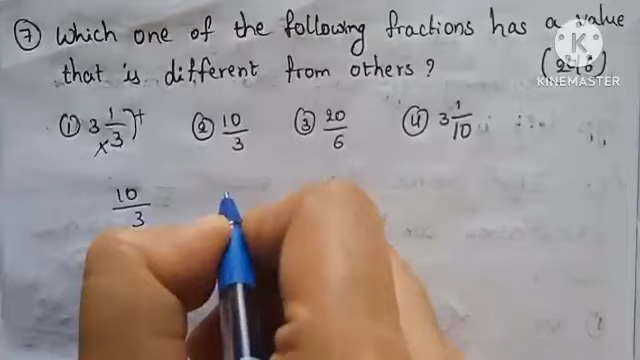 ⑦ Which one of the following fractions has a value
that is different from others?
① 3 1/3 ② 10/3 ③ 20/6 ④ 3 1/10
10/3
K
KINEMASTER